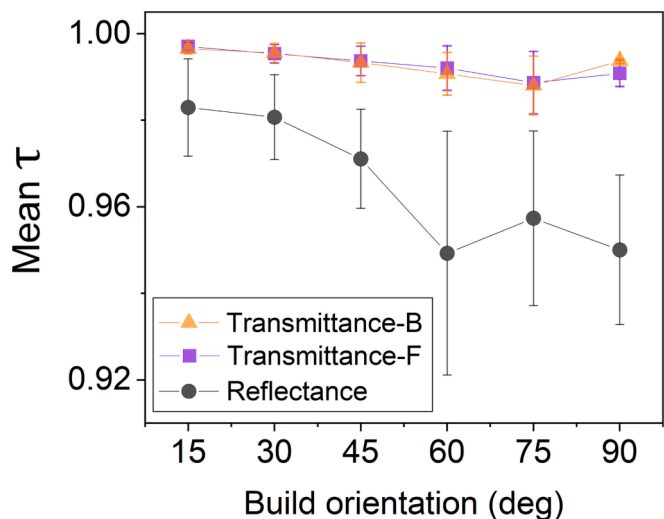 1.00
0.96
0.92
Mean τ
Transmittance-B
Transmittance-F
Reflectance
15 30 45 60 75 90
Build orientation (deg)